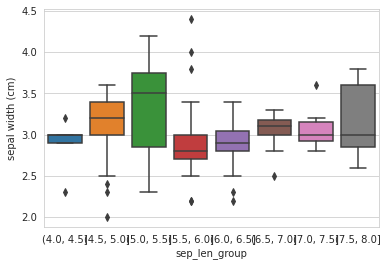 4.5
4.0
3.5
3.0
2.5
2.0
sepal width (cm)
(4.0, 4.5] (4.5, 5.0] (5.0, 5.5] (5.5, 6.0] (6.0, 6.5] (6.5, 7.0] (7.0, 7.5] (7.5, 8.0]
sep_len_group